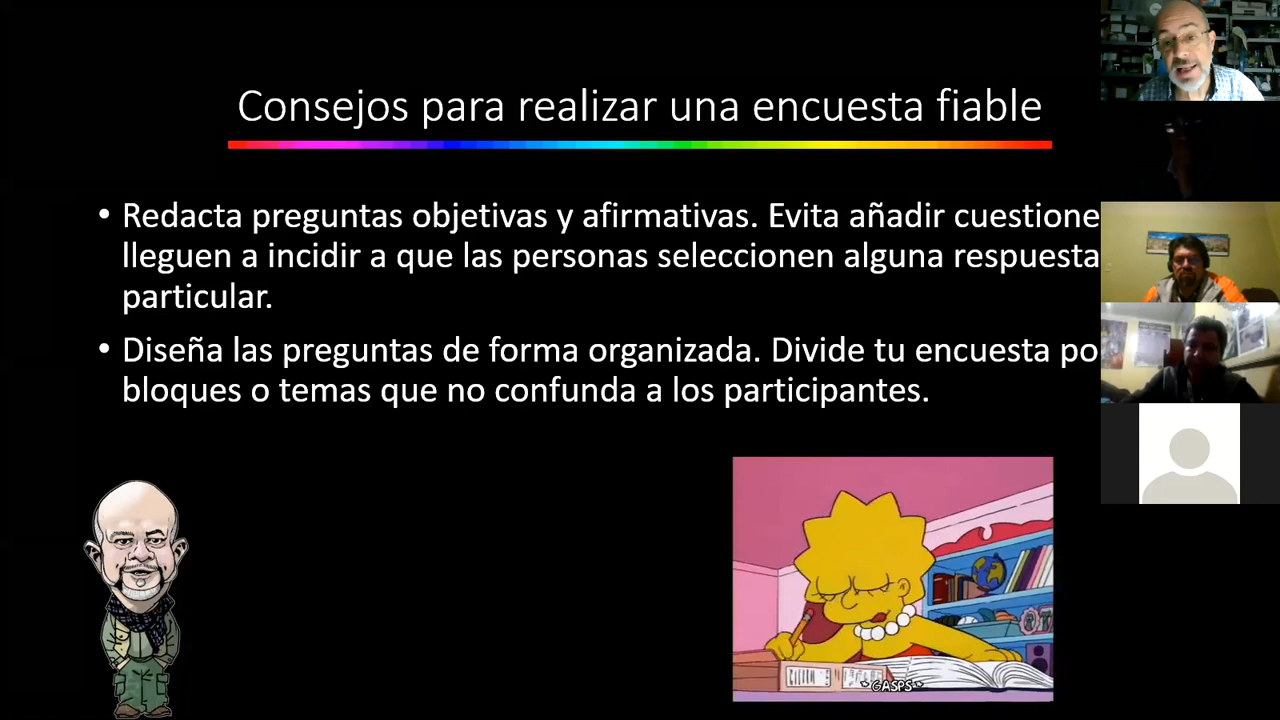 Consejos para realizar una encuesta fiable
• Redacta preguntas objetivas y afirmativas. Evita añadir cuestione
lleguen a incidir a que las personas seleccionen alguna respuesta
particular.
• Diseña las preguntas de forma organizada. Divide tu encuesta po
bloques o temas que no confunda a los participantes.
*GASPS*